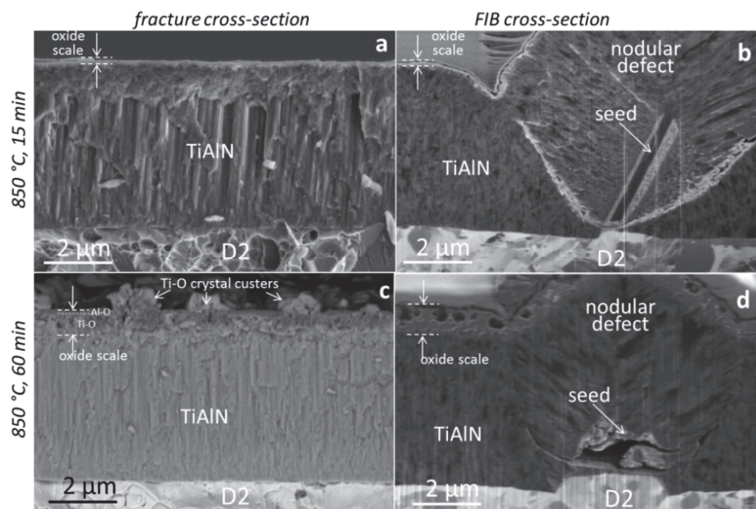 fracture cross-section
FIB cross-section
850 °C, 15 min
oxide
scale
a
TiAlN
2 μm
D2
b
nodular
defect
seed
TiAlN
2 μm
D2
850 °C, 60 min
Ti-O crystal custers
c
Al-O
Ti-O
oxide scale
TiAlN
2 μm
D2
d
nodular
defect
oxide scale
seed
TiAlN
2 μm
D2